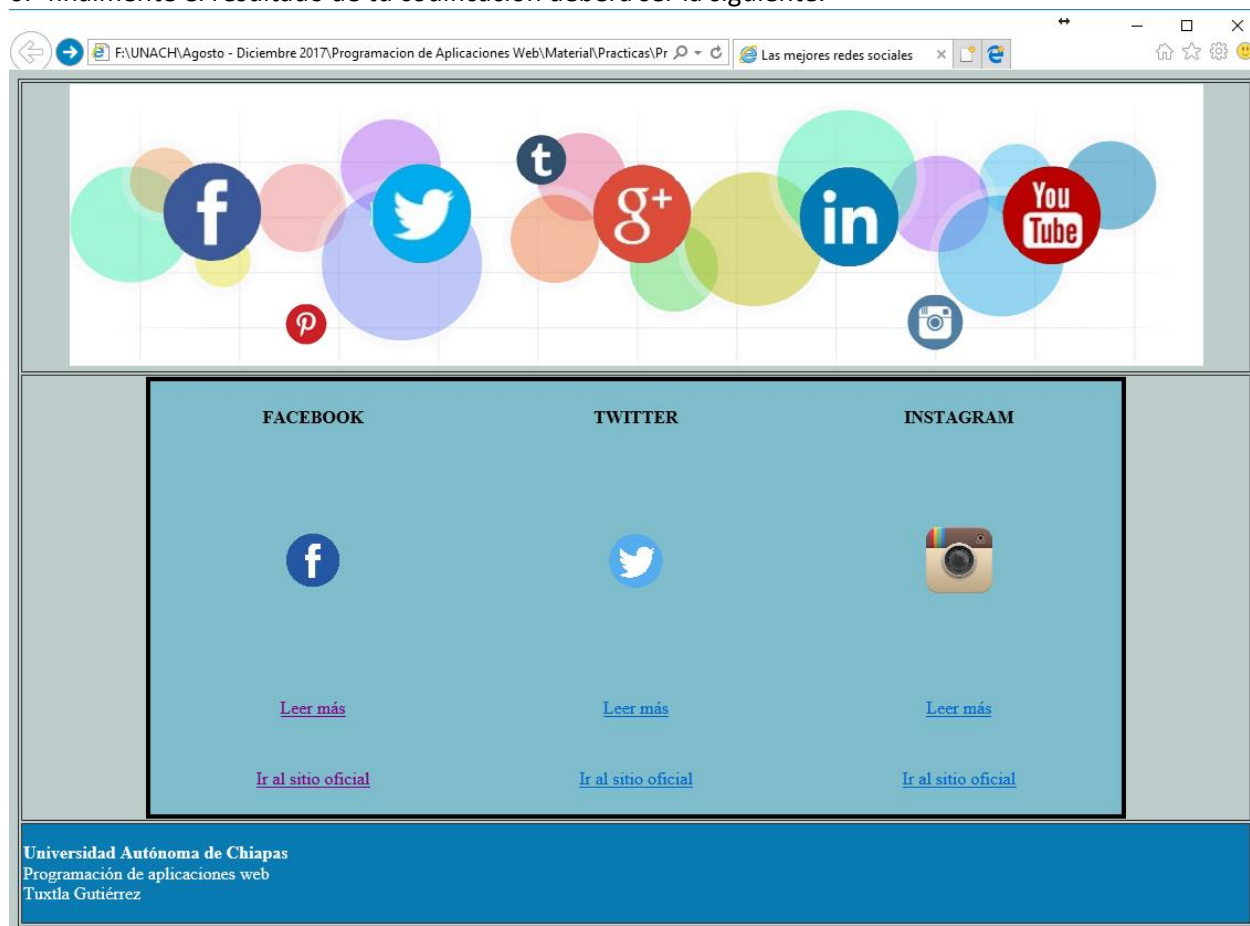 F:\UNACH\Agosto - Diciembre 2017\Programacion de Aplicaciones Web\Material\Practicas\Pr
Las mejores redes sociales
f
t
g+
in
You
Tube
FACEBOOK TWITTER INSTAGRAM
f
Leer más Leer más Leer más
Ir al sitio oficial Ir al sitio oficial Ir al sitio oficial
Universidad Autónoma de Chiapas
Programación de aplicaciones web
Tuxtla Gutiérrez